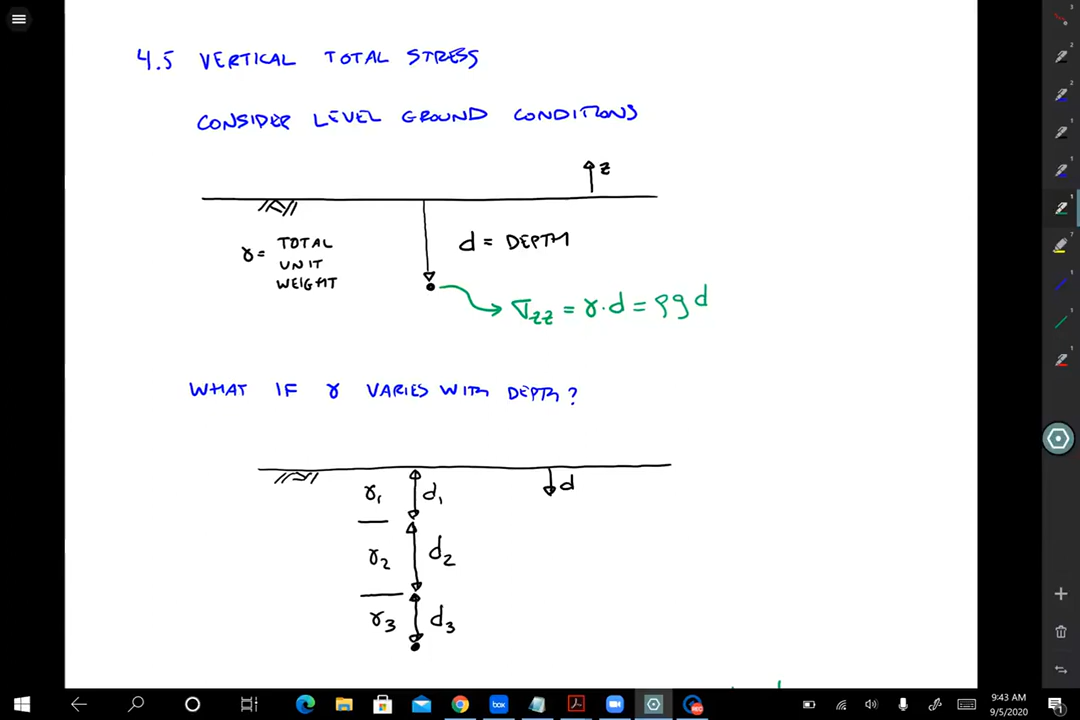 4.5 VERTICAL TOTAL STRESS
CONSIDER LEVEL GROUND CONDITIONS
z
γ = TOTAL UNIT WEIGHT
d = DEPTH
σzz = γ·d = ρgd
WHAT IF γ VARIES WITH DEPTH?
γ1 d1 d
γ2 d2
γ3 d3
9:43 AM
9/5/2020